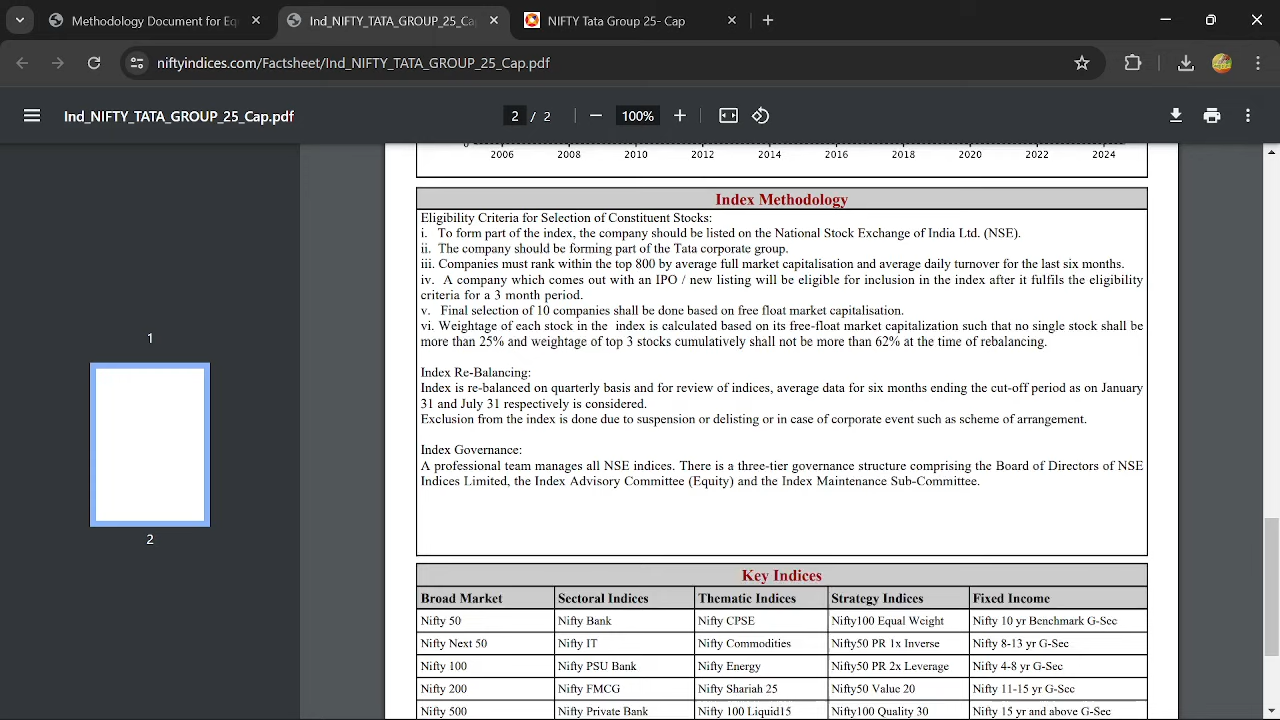 Methodology Document for Eq
Ind_NIFTY_TATA_GROUP_25_Ca
NIFTY Tata Group 25- Cap
niftyindices.com/Factsheet/Ind_NIFTY_TATA_GROUP_25_Cap.pdf
Ind_NIFTY_TATA_GROUP_25_Cap.pdf
2 / 2
100%
1
2
0
2006 2008 2010 2012 2014 2016 2018 2020 2022 2024
Index Methodology
Eligibility Criteria for Selection of Constituent Stocks:
i. To form part of the index, the company should be listed on the National Stock Exchange of India Ltd. (NSE).
ii. The company should be forming part of the Tata corporate group.
iii. Companies must rank within the top 800 by average full market capitalisation and average daily turnover for the last six months.
iv. A company which comes out with an IPO / new listing will be eligible for inclusion in the index after it fulfils the eligibility
criteria for a 3 month period.
v. Final selection of 10 companies shall be done based on free float market capitalisation.
vi. Weightage of each stock in the index is calculated based on its free-float market capitalization such that no single stock shall be
more than 25% and weightage of top 3 stocks cumulatively shall not be more than 62% at the time of rebalancing.
Index Re-Balancing:
Index is re-balanced on quarterly basis and for review of indices, average data for six months ending the cut-off period as on January
31 and July 31 respectively is considered.
Exclusion from the index is done due to suspension or delisting or in case of corporate event such as scheme of arrangement.
Index Governance:
A professional team manages all NSE indices. There is a three-tier governance structure comprising the Board of Directors of NSE
Indices Limited, the Index Advisory Committee (Equity) and the Index Maintenance Sub-Committee.
Key Indices
Broad Market Sectoral Indices Thematic Indices Strategy Indices Fixed Income
Nifty 50 Nifty Bank Nifty CPSE Nifty100 Equal Weight Nifty 10 yr Benchmark G-Sec
Nifty Next 50 Nifty IT Nifty Commodities Nifty50 PR 1x Inverse Nifty 8-13 yr G-Sec
Nifty 100 Nifty PSU Bank Nifty Energy Nifty50 PR 2x Leverage Nifty 4-8 yr G-Sec
Nifty 200 Nifty FMCG Nifty Shariah 25 Nifty50 Value 20 Nifty 11-15 yr G-Sec
Nifty 500 Nifty Private Bank Nifty 100 Liquid15 Nifty100 Quality 30 Nifty 15 yr and above G-Sec